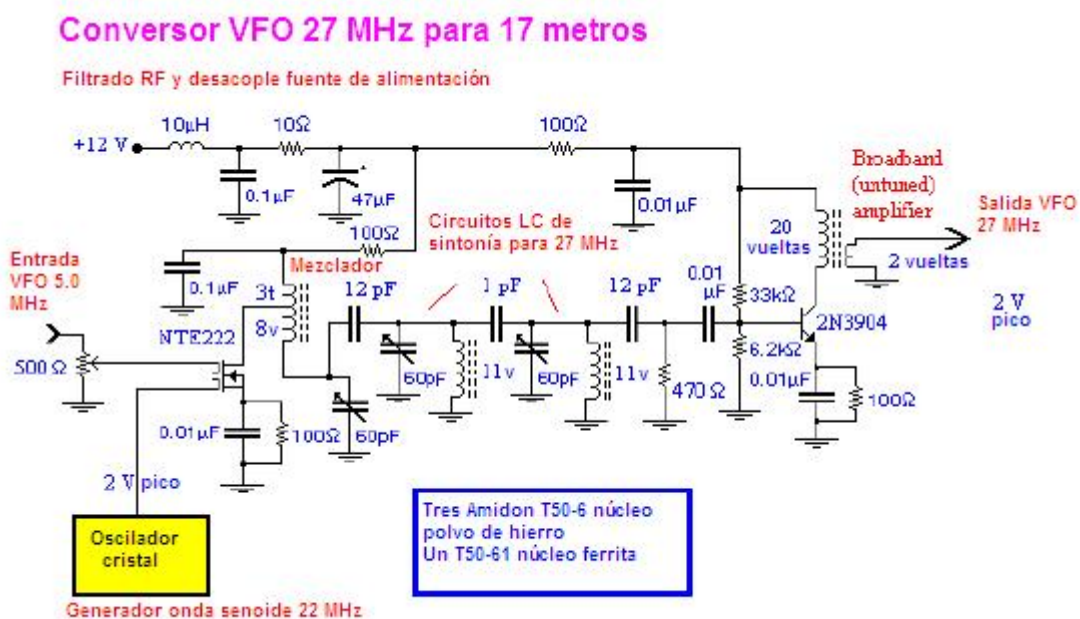 Conversor VFO 27 MHz para 17 metros
Filtrado RF y desacople fuente de alimentación
+12 V
10µH
10Ω
100Ω
0.1µF
47µF
0.01µF
Broadband
(untuned)
amplifier
Salida VFO
27 MHz
20
vueltas
2 vueltas
2 V
pico
100Ω
Circuitos LC de
sintonía para 27 MHz
Entrada
VFO 5.0
MHz
0.1µF
Mezclador
3t
8v
12 pF
1 pF
12 pF
0.01
µF
33kΩ
2N3904
NTE222
500 Ω
60pF
11v
60pF
11v
470 Ω
6.2kΩ
0.01µF
100Ω
60pF
0.01µF
100Ω
2 V pico
Oscilador
cristal
Tres Amidon T50-6 núcleo
polvo de hierro
Un T50-61 núcleo ferrita
Generador onda senoide 22 MHz